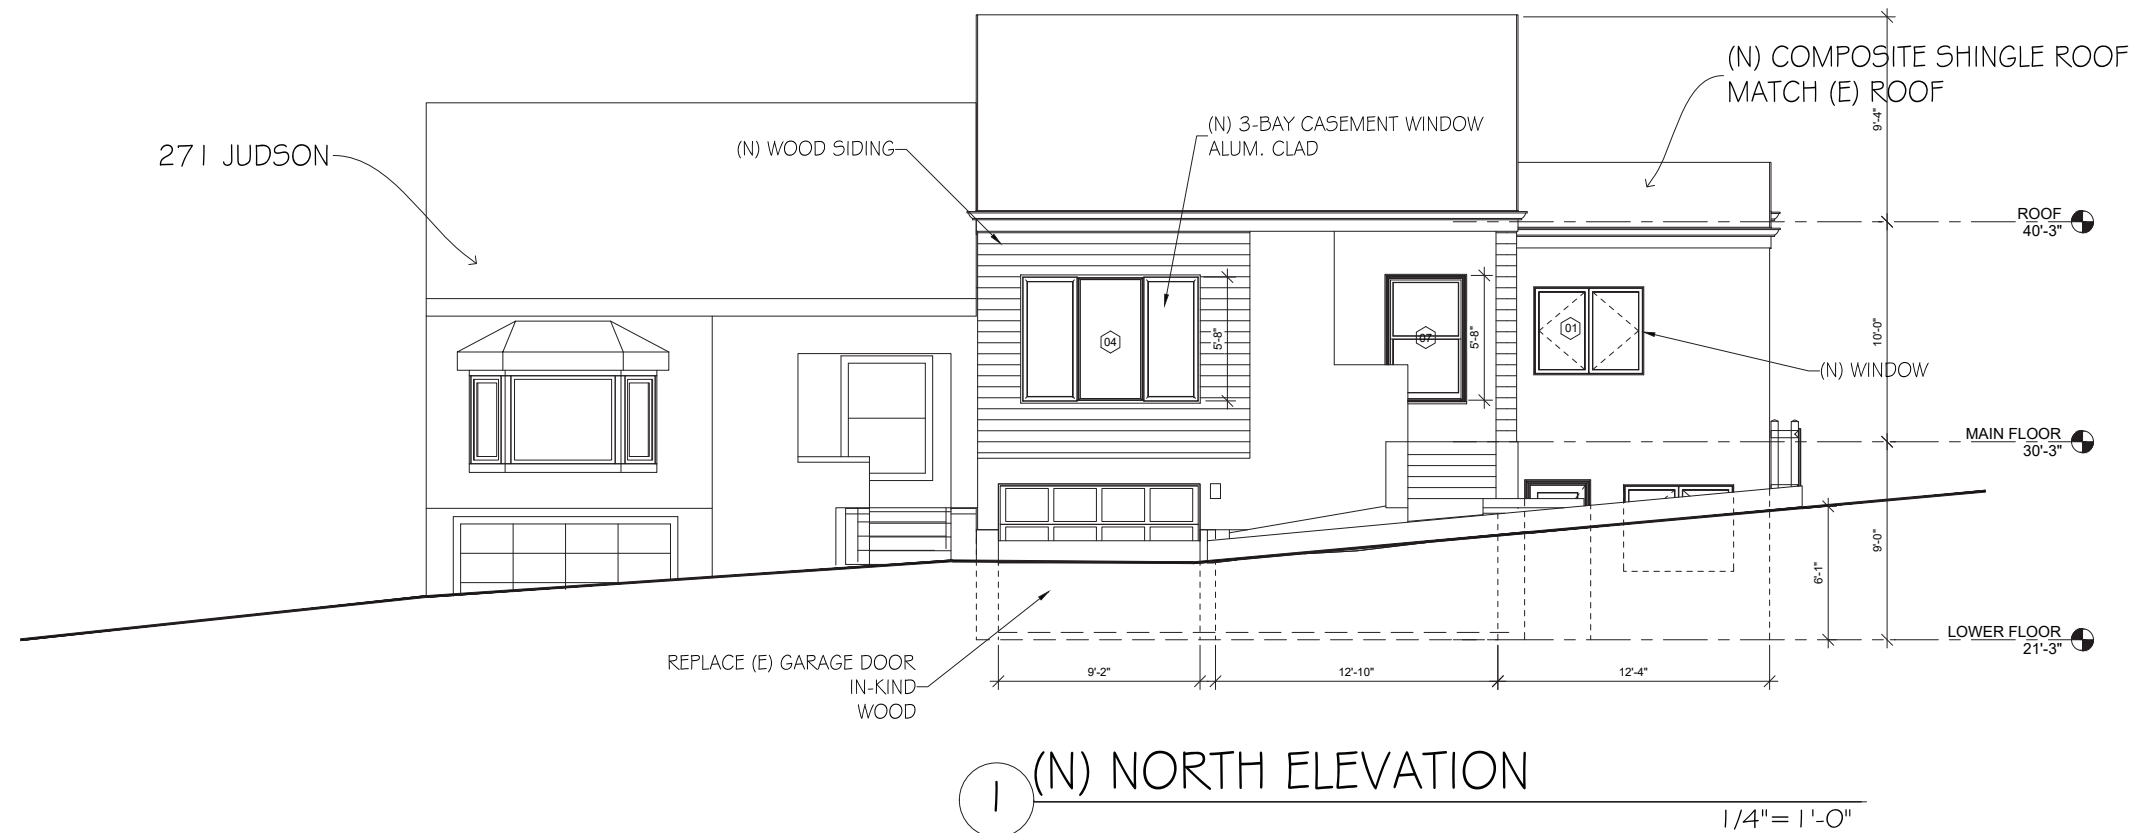 (N) COMPOSITE SHINGLE ROOF
MATCH (E) ROOF
9'-4"
271 JUDSON
(N) WOOD SIDING
(N) 3-BAY CASEMENT WINDOW
ALUM. CLAD
ROOF
40'-3"
04
5'-8"
07
5'-8"
01
10'-0"
(N) WINDOW
MAIN FLOOR
30'-3"
9'-0"
6'-1"
LOWER FLOOR
21'-3"
REPLACE (E) GARAGE DOOR
IN-KIND
WOOD
9'-2"
12'-10"
12'-4"
1
(N) NORTH ELEVATION
1/4"=1'-0"